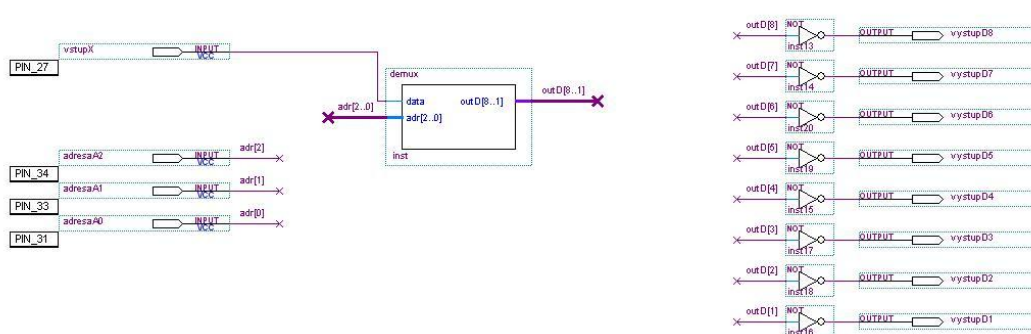 vstupX INPUT VCC
PIN_27
adresaA2 INPUT VCC
adr[2]
PIN_34
adresaA1 INPUT VCC
adr[1]
PIN_33
adresaA0 INPUT VCC
adr[0]
PIN_31
demux
data outD[8..1]
adr[2..0]
inst
adr[2..0]
outD[8..1]
outD[8] NOT OUTPUT vystupD8
inst13
outD[7] NOT OUTPUT vystupD7
inst14
outD[6] NOT OUTPUT vystupD6
inst20
outD[5] NOT OUTPUT vystupD5
inst19
outD[4] NOT OUTPUT vystupD4
inst15
outD[3] NOT OUTPUT vystupD3
inst17
outD[2] NOT OUTPUT vystupD2
inst18
outD[1] NOT OUTPUT vystupD1
inst16